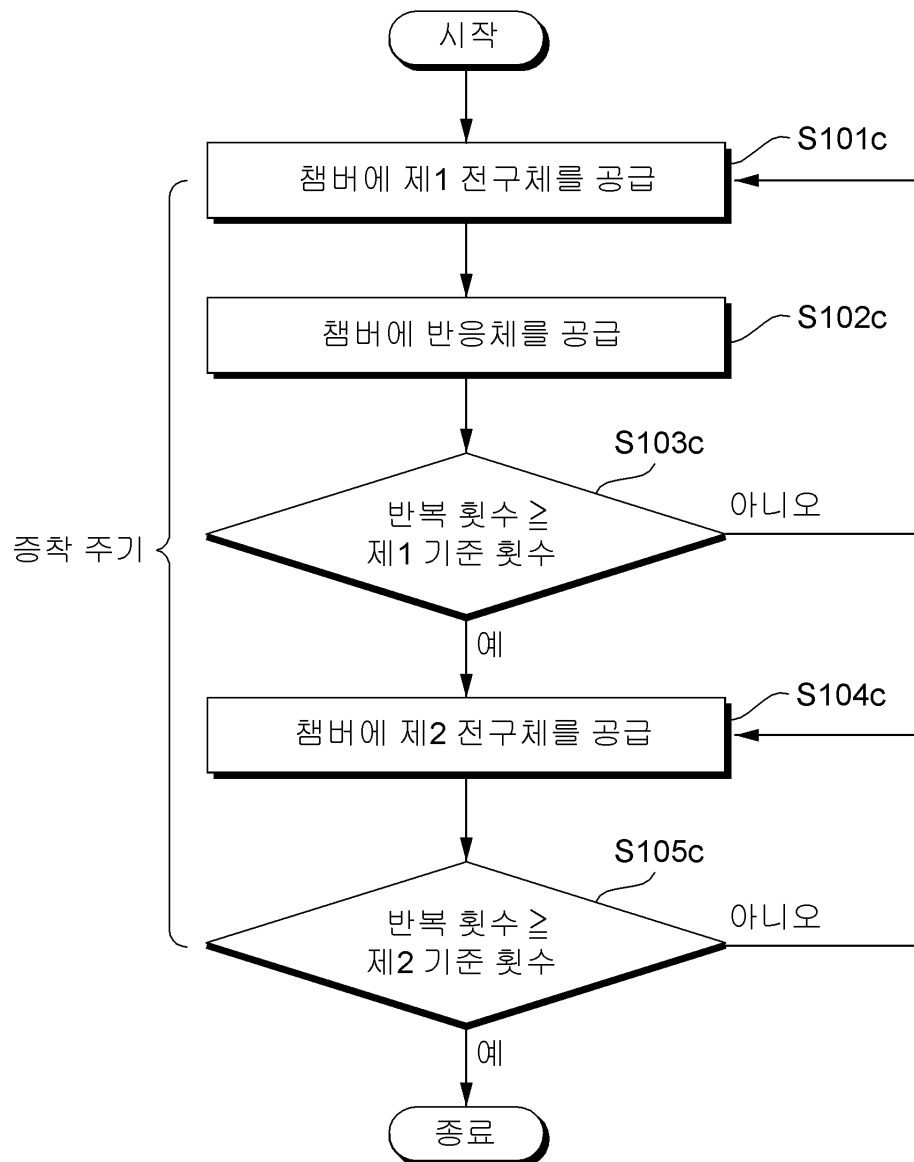 시작
S101c
챔버에 제1 전구체를 공급
S102c
챔버에 반응체를 공급
S103c
반복 횟수 ≧
제1 기준 횟수
아니오
증착 주기
예
S104c
챔버에 제2 전구체를 공급
S105c
반복 횟수 ≧
제2 기준 횟수
아니오
예
종료